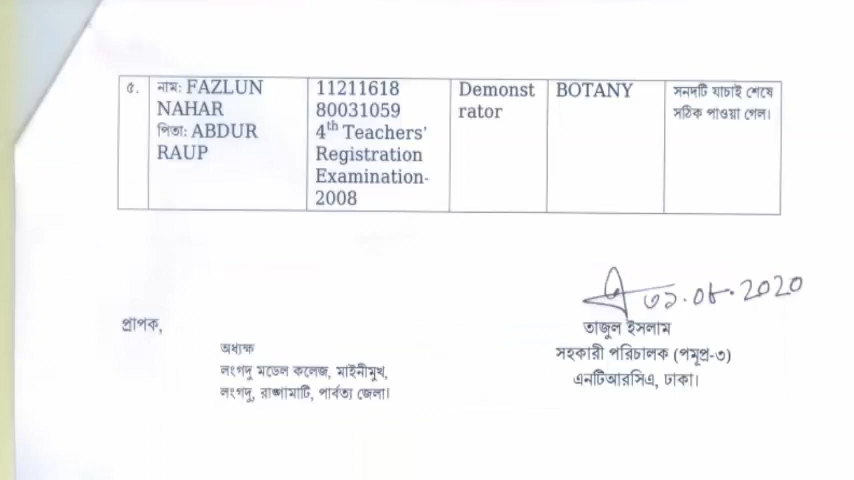 ৫.
নাম: FAZLUN
NAHAR
পিতা: ABDUR
RAUP
11211618
80031059
4th Teachers'
Registration
Examination-
2008
Demonst
rator
BOTANY
সনদটি যাচাই শেষে
সঠিক পাওয়া গেল।
৩১.০৮.2020
তাজুল ইসলাম
সহকারী পরিচালক (পমূপ্র-৩)
এনটিআরসিএ, ঢাকা।
প্রাপক,
অধ্যক্ষ
লংগদু মডেল কলেজ, মাইনীমুখ,
লংগদু, রাঙ্গামাটি, পার্বত্য জেলা।